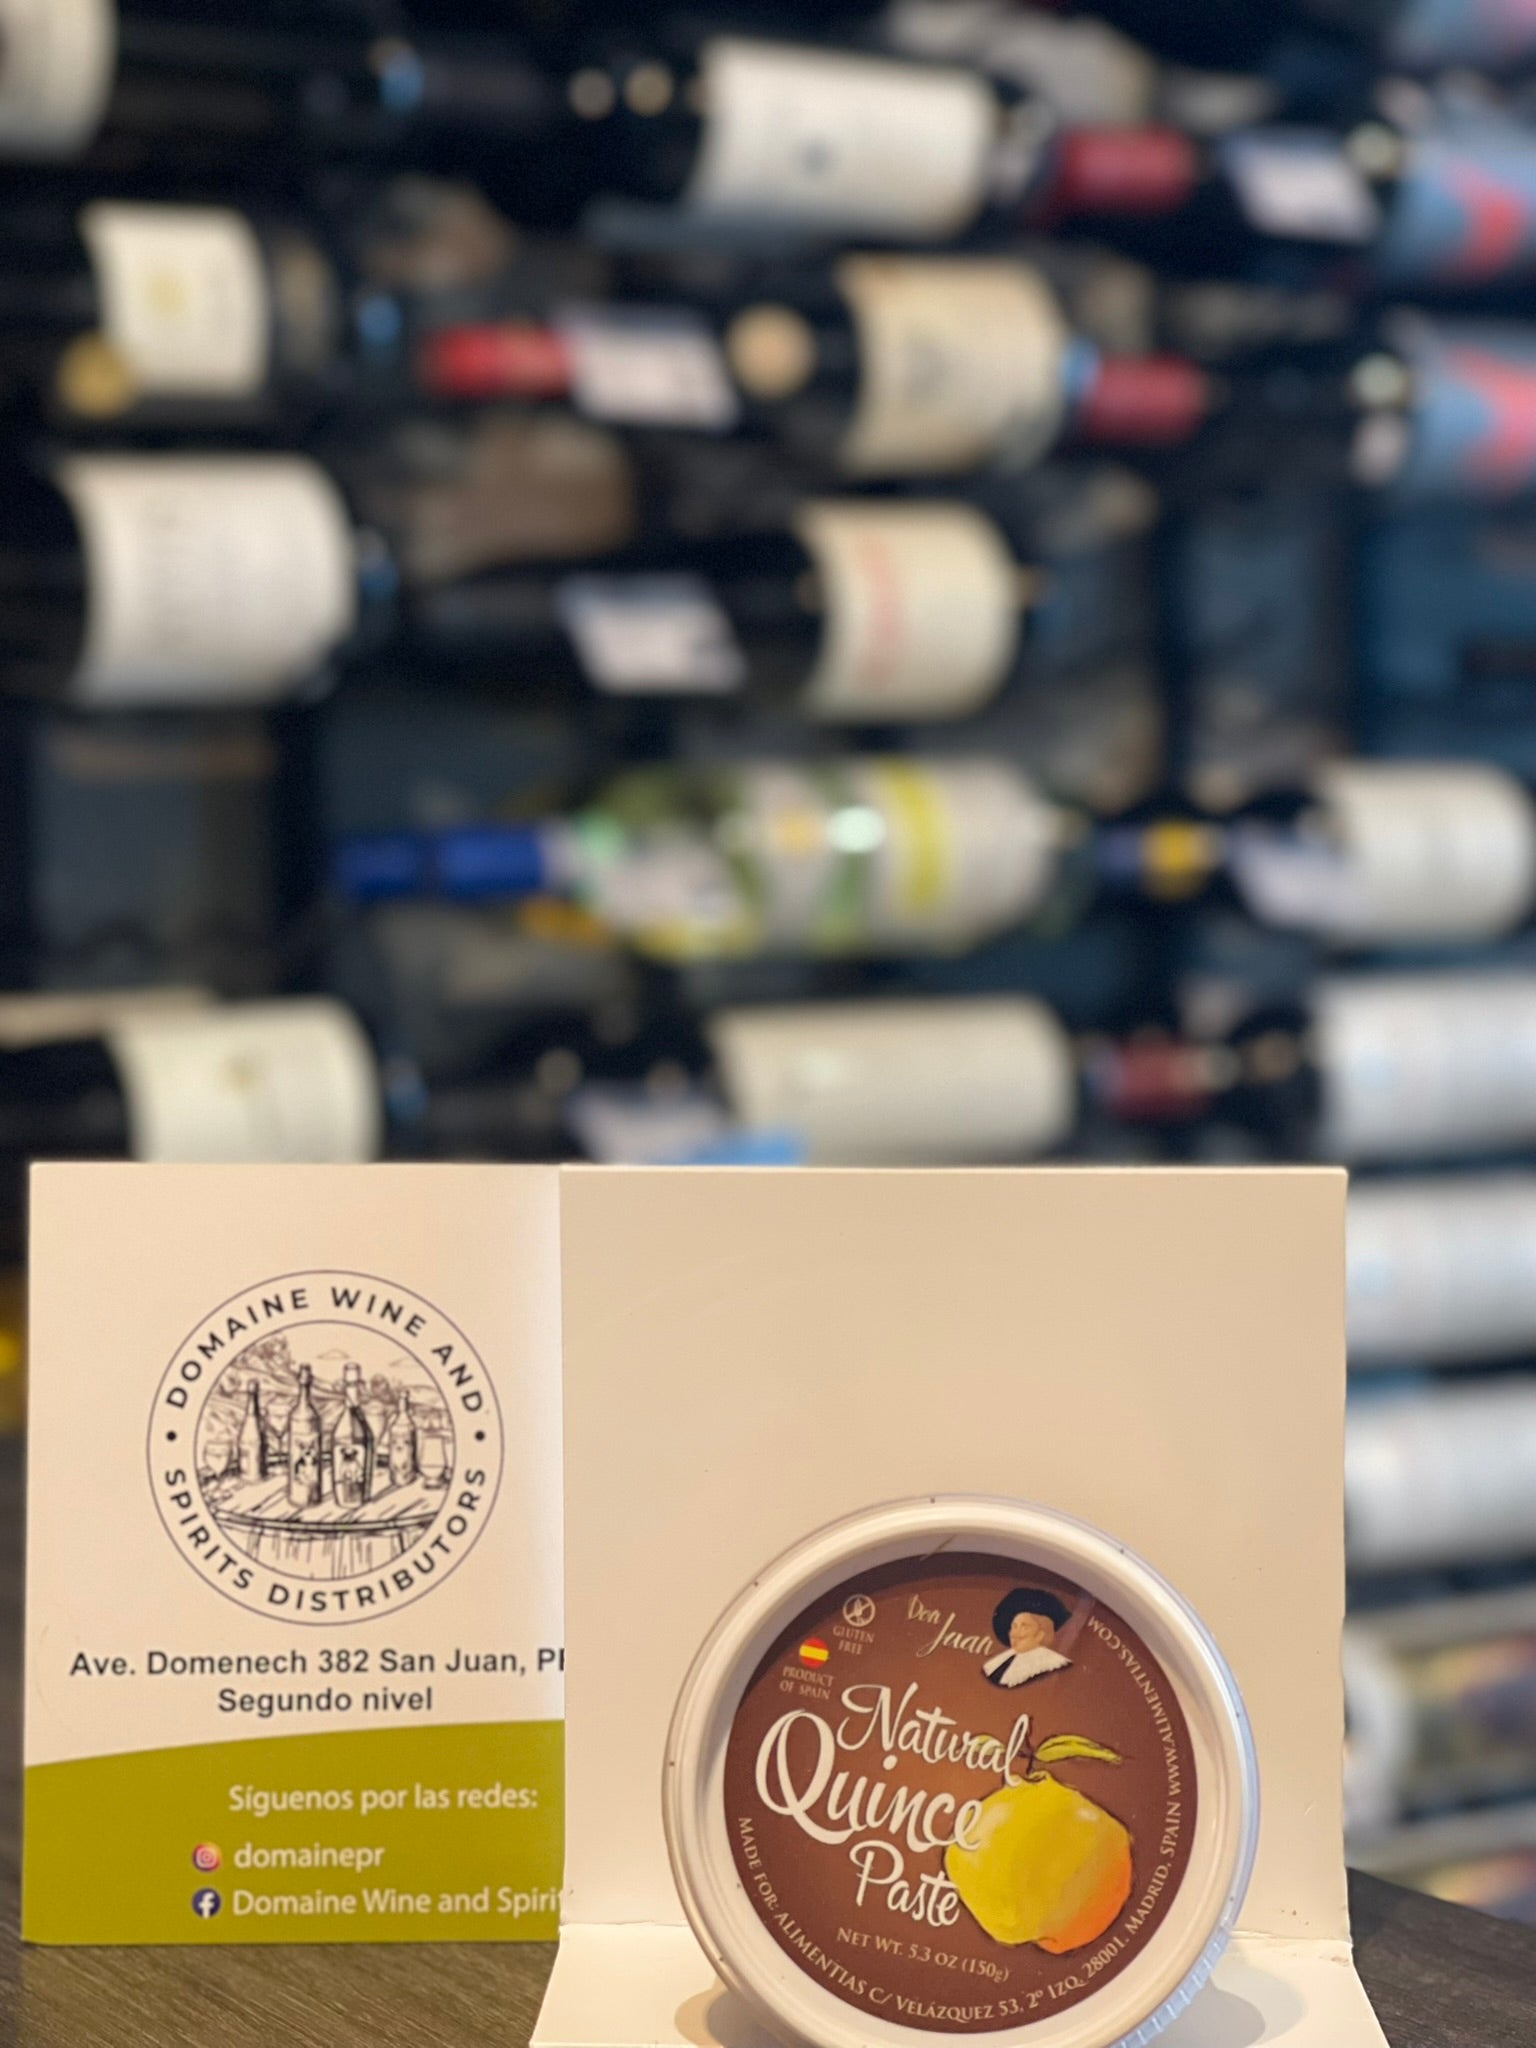 DOMAINE WINE AND
SPIRITS DISTRIBUTORS
Ave. Domenech 382 San Juan,
Segundo nivel
Síguenos por las redes:
domainepr
Domaine Wine and
GLUTEN
FREE
Don
Juan
PRODUCT
OF SPAIN
Natural
Quince
Paste
NET WT. 5.3 OZ (150g)
MADE FOR: ALIMENTIAS C/ VELÁZQUEZ 53, 2º IZQ. 28001. MADRID. SPAIN WWW.ALIMENTIAS.COM